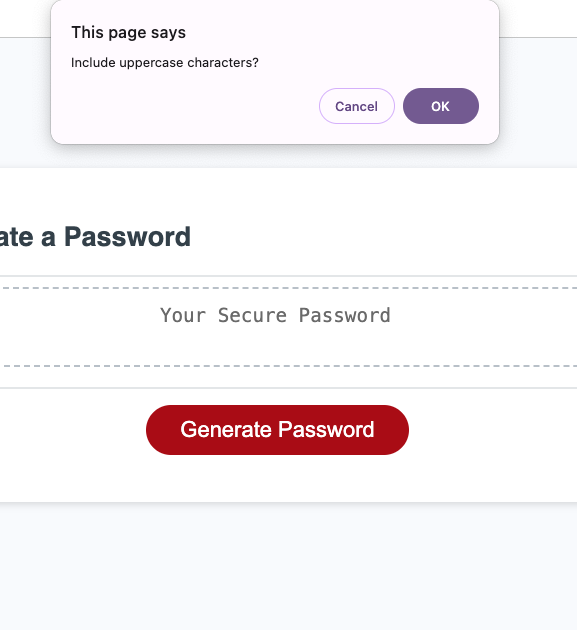 This page says
Include uppercase characters?
Cancel
OK
ate a Password
Your Secure Password
Generate Password